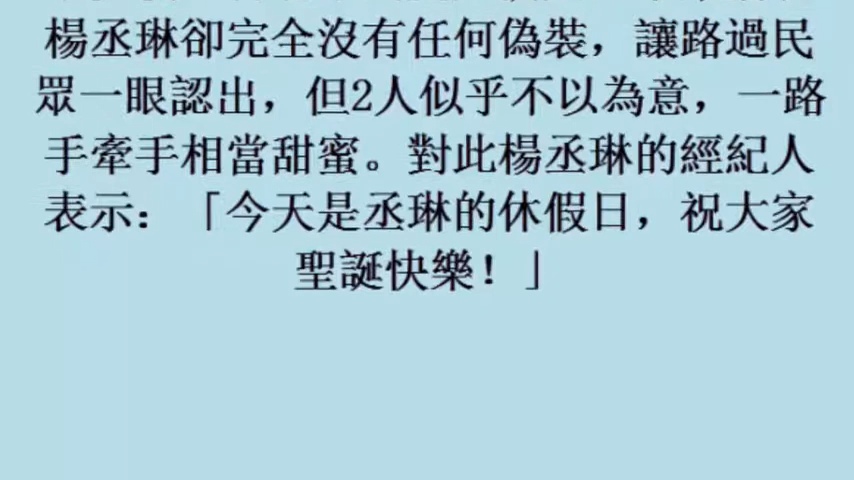 楊丞琳卻完全沒有任何偽裝，讓路過民
眾一眼認出，但2人似乎不以為意，一路
手牽手相當甜蜜。對此楊丞琳的經紀人
表示：「今天是丞琳的休假日，祝大家
聖誕快樂！」